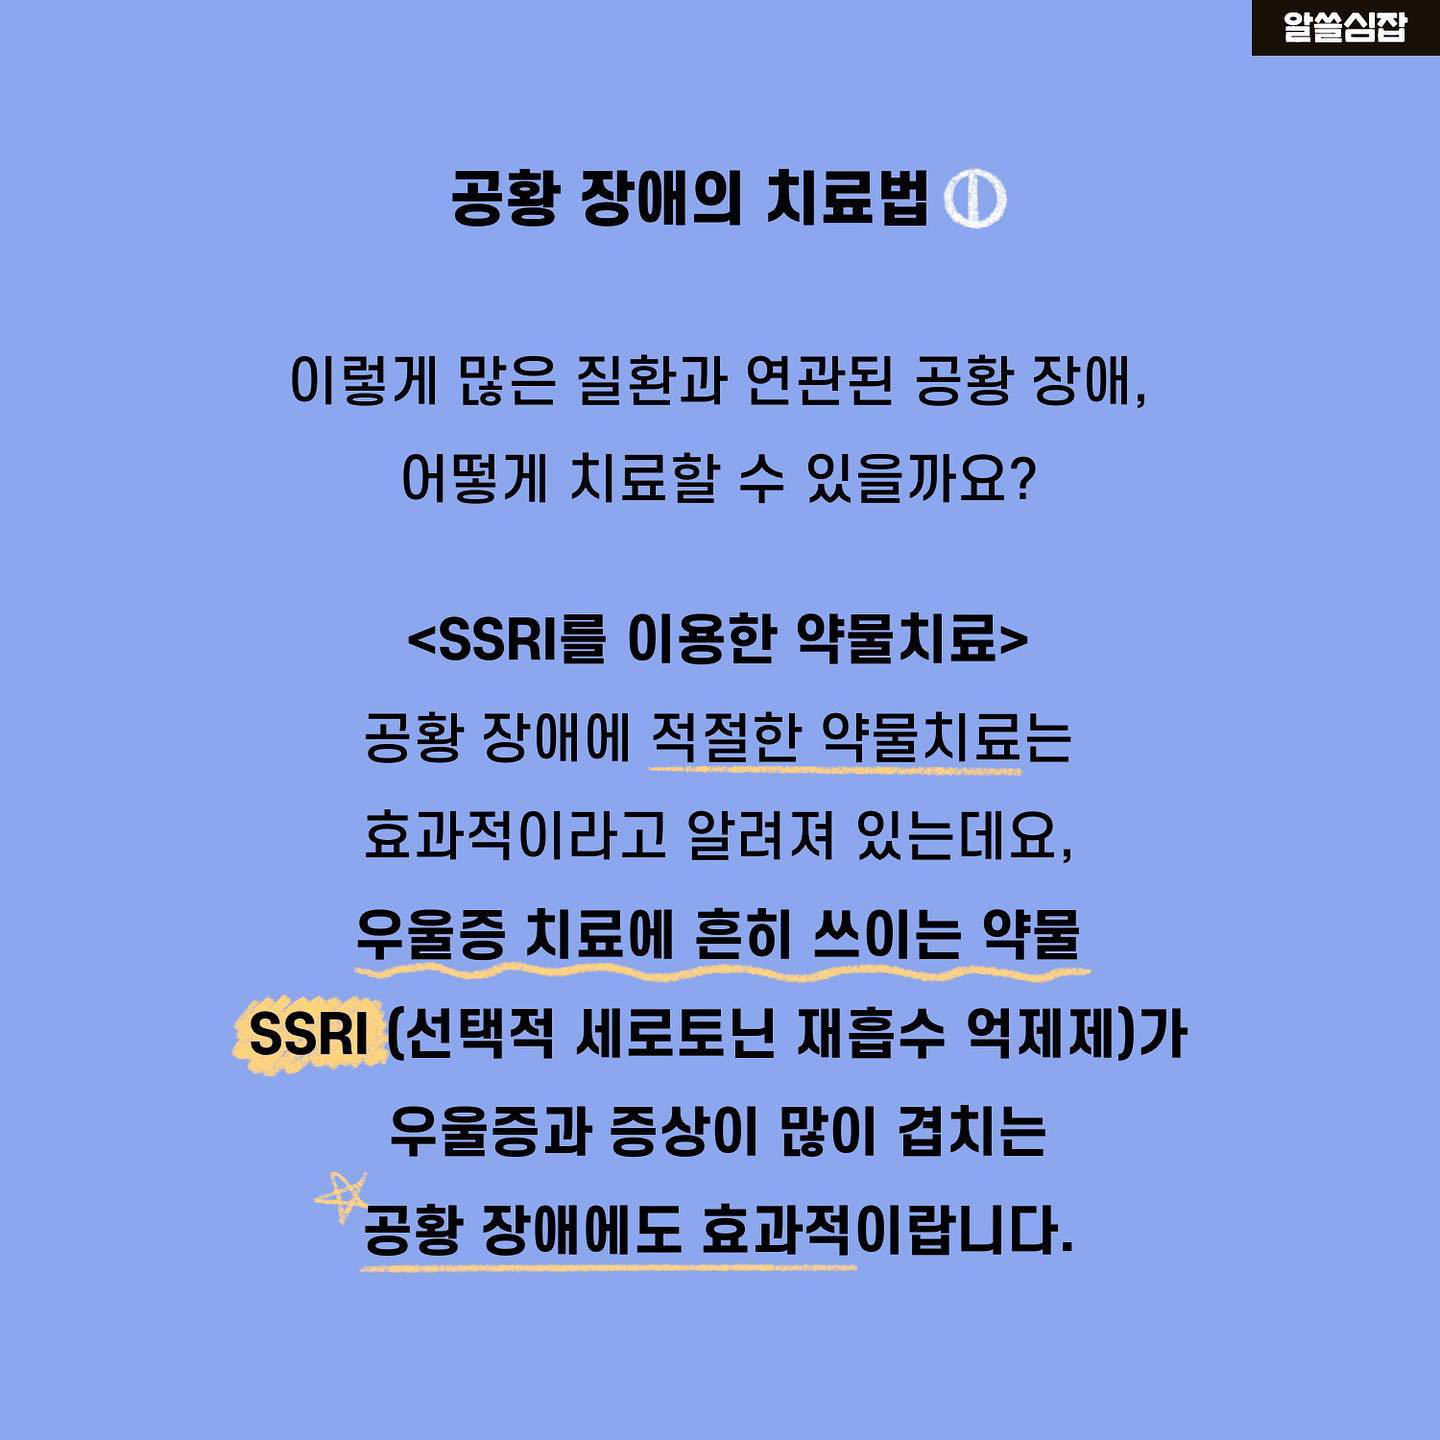 알쓸심잡
공황 장애의 치료법
이렇게 많은 질환과 연관된 공황 장애,
어떻게 치료할 수 있을까요?
<SSRI를 이용한 약물치료>
공황 장애에 적절한 약물치료는
효과적이라고 알려져 있는데요,
우울증 치료에 흔히 쓰이는 약물
SSRI (선택적 세로토닌 재흡수 억제제)가
우울증과 증상이 많이 겹치는
공황 장애에도 효과적이랍니다.